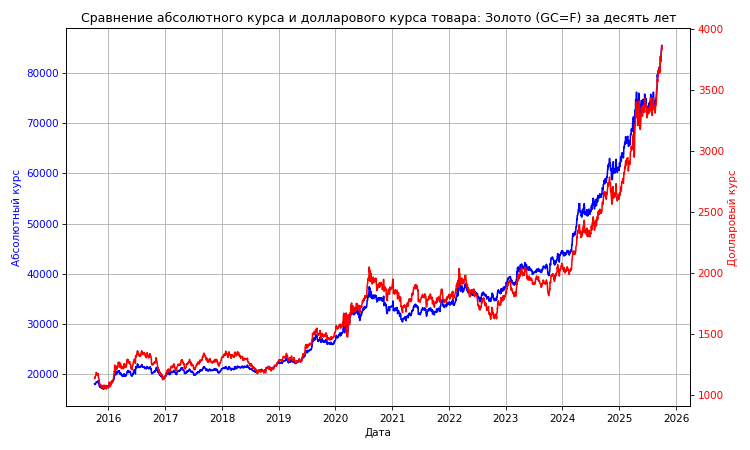 Сравнение абсолютного курса и долларового курса товара: Золото (GC=F) за десять лет
Абсолютный курс
80000
70000
60000
50000
40000
30000
20000
4000
3500
3000
2500
2000
1500
1000
Долларовый курс
2016 2017 2018 2019 2020 2021 2022 2023 2024 2025 2026
Дата